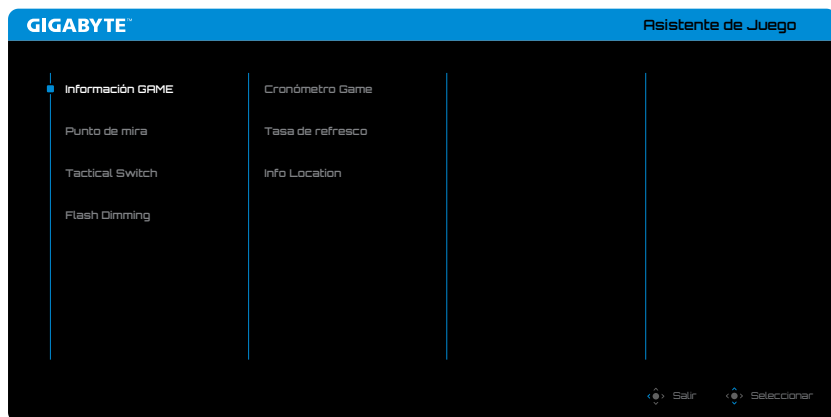 GIGABYTE™
Asistente de Juego
Información GAME
Punto de mira
Tactical Switch
Flash Dimming
Cronómetro Game
Tasa de refresco
Info Location
Salir
Seleccionar